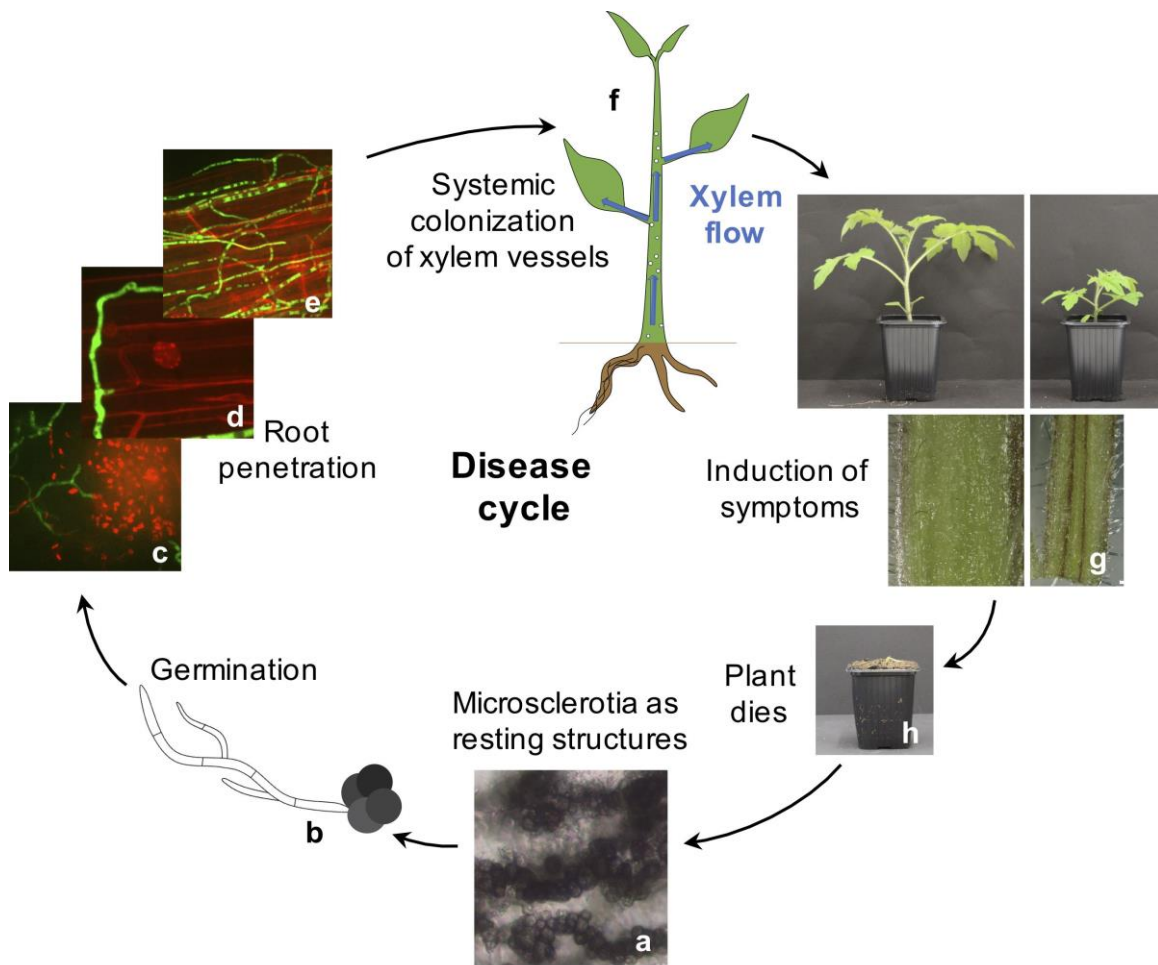 f
Systemic
colonization
of xylem vessels
Xylem
flow
e
d
c
Root
penetration
Disease
cycle
Induction of
symptoms
g
Germination
b
Microsclerotia as
resting structures
a
Plant
dies
h